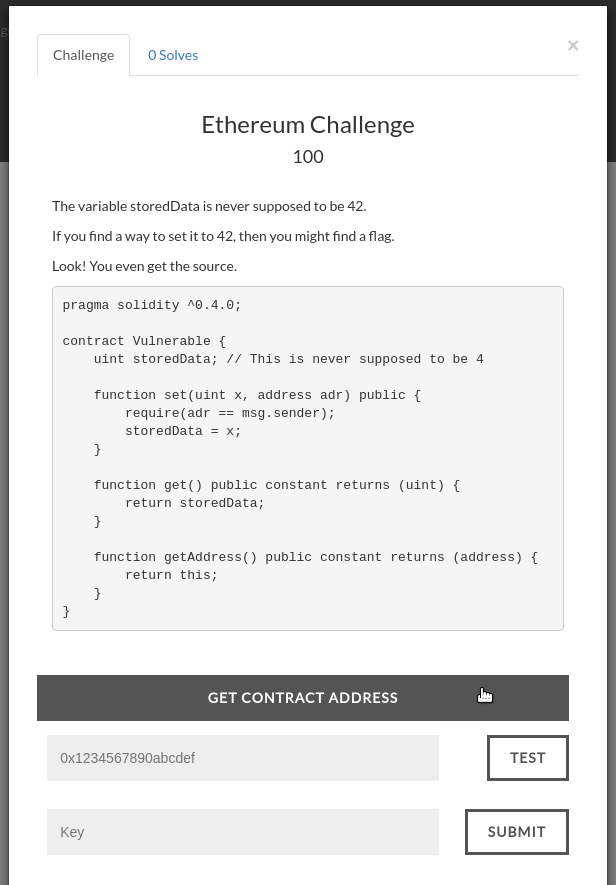 g
Challenge
0 Solves
×
Ethereum Challenge
100
The variable storedData is never supposed to be 42.
If you find a way to set it to 42, then you might find a flag.
Look! You even get the source.
pragma solidity ^0.4.0;
contract Vulnerable {
    uint storedData; // This is never supposed to be 4
    function set(uint x, address adr) public {
        require(adr == msg.sender);
        storedData = x;
    }
    function get() public constant returns (uint) {
        return storedData;
    }
    function getAddress() public constant returns (address) {
        return this;
    }
}
GET CONTRACT ADDRESS
0x1234567890abcdef
TEST
Key
SUBMIT